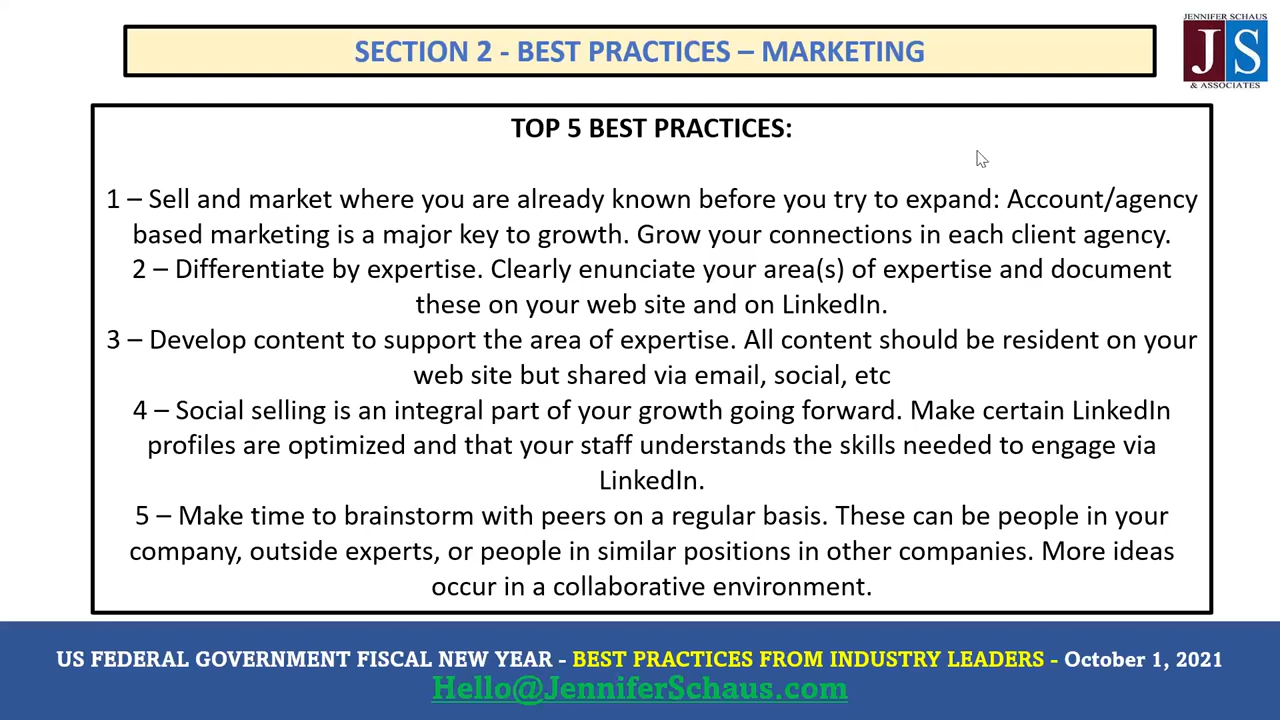 SECTION 2 - BEST PRACTICES – MARKETING
JENNIFER SCHAUS
JS
& ASSOCIATES
TOP 5 BEST PRACTICES:
1 – Sell and market where you are already known before you try to expand: Account/agency
based marketing is a major key to growth. Grow your connections in each client agency.
2 – Differentiate by expertise. Clearly enunciate your area(s) of expertise and document
these on your web site and on LinkedIn.
3 – Develop content to support the area of expertise. All content should be resident on your
web site but shared via email, social, etc
4 – Social selling is an integral part of your growth going forward. Make certain LinkedIn
profiles are optimized and that your staff understands the skills needed to engage via
LinkedIn.
5 – Make time to brainstorm with peers on a regular basis. These can be people in your
company, outside experts, or people in similar positions in other companies. More ideas
occur in a collaborative environment.
US FEDERAL GOVERNMENT FISCAL NEW YEAR - BEST PRACTICES FROM INDUSTRY LEADERS - October 1, 2021
Hello@JenniferSchaus.com